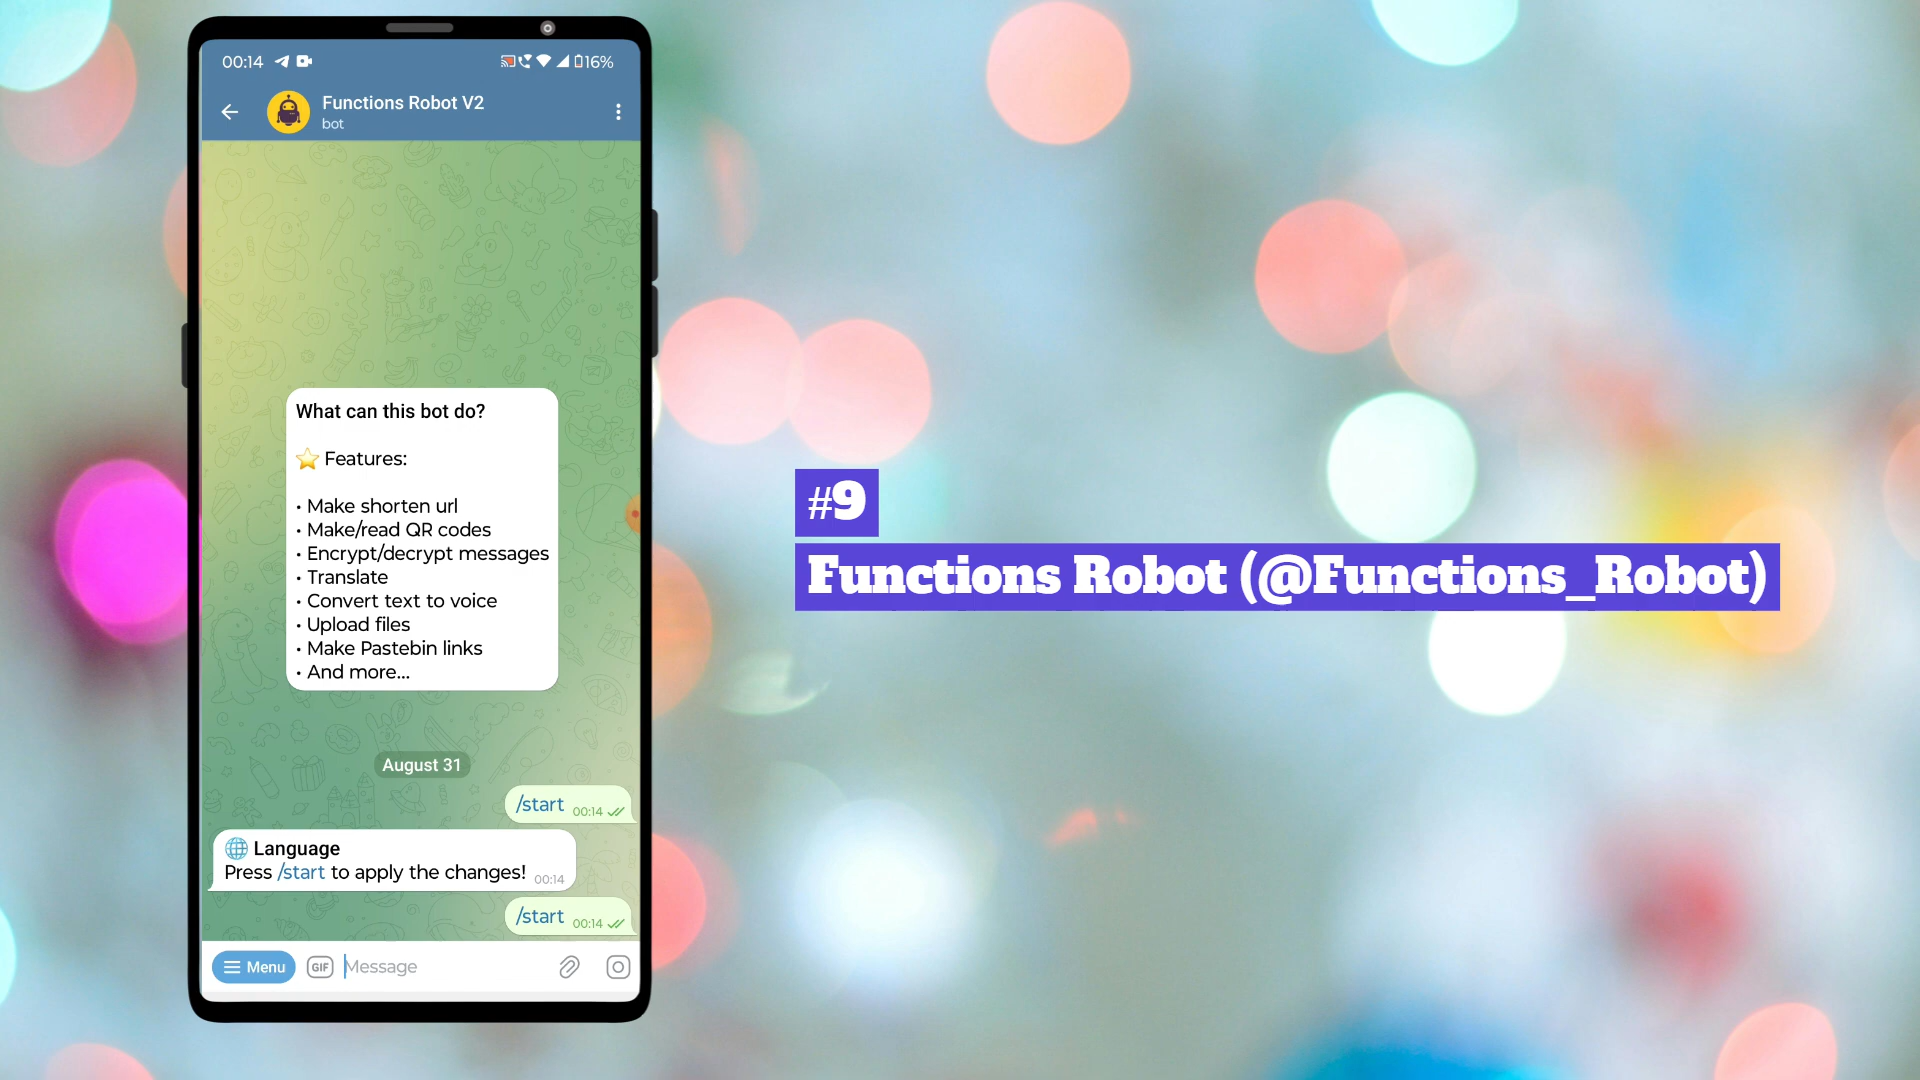 00:14
16%
Functions Robot V2
bot
What can this bot do?
⭐ Features:
• Make shorten url
• Make/read QR codes
• Encrypt/decrypt messages
• Translate
• Convert text to voice
• Upload files
• Make Pastebin links
• And more...
August 31
/start 00:14
🌐 Language
Press /start to apply the changes! 00:14
/start 00:14
Menu
GIF
Message
#9
Functions Robot (@Functions_Robot)